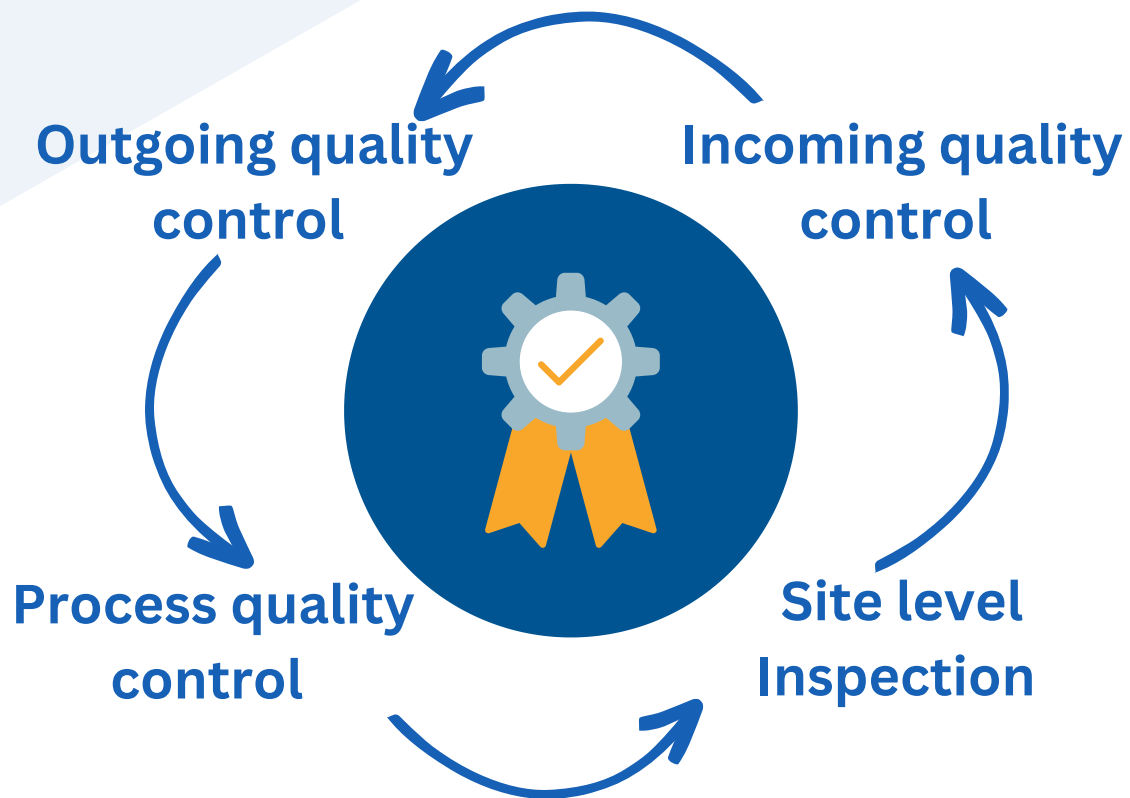 Outgoing quality
control
Incoming quality
control
Process quality
control
Site level
Inspection